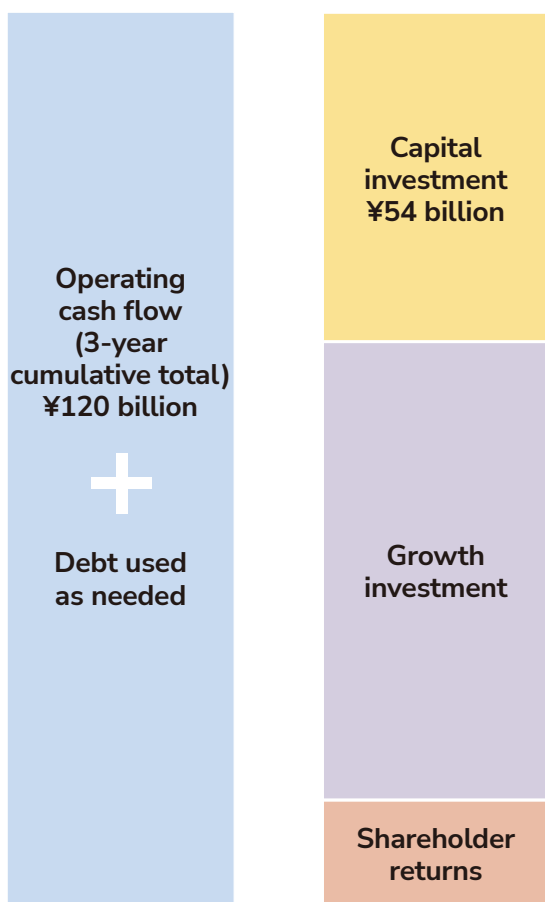 Operating
cash flow
(3-year
cumulative total)
¥120 billion
+
Debt used
as needed
Capital
investment
¥54 billion
Growth
investment
Shareholder
returns